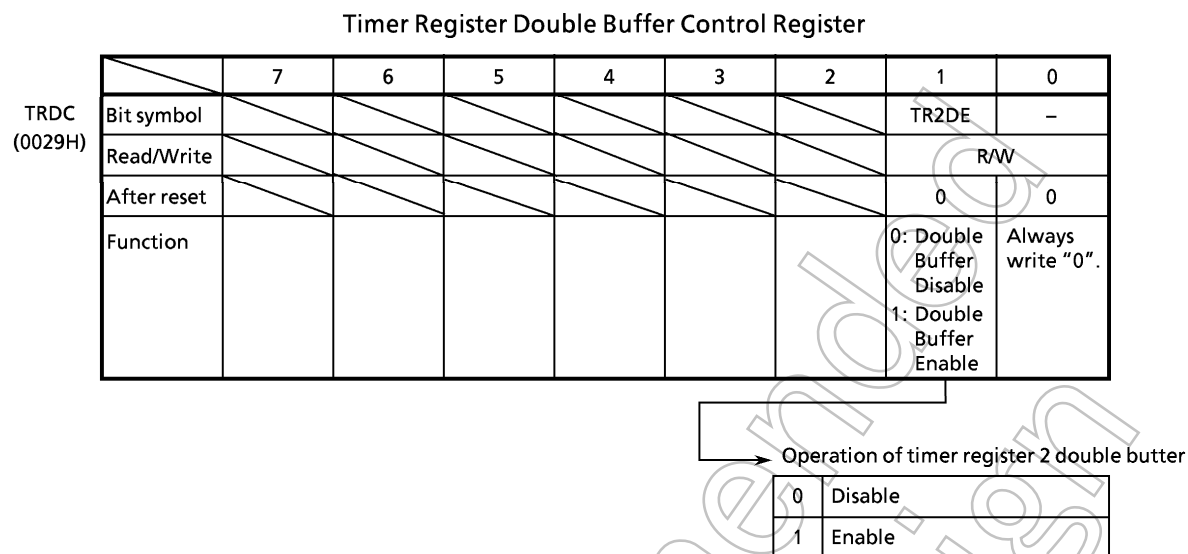 Timer Register Double Buffer Control Register
7 6 5 4 3 2 1 0
TRDC
(0029H)
Bit symbol TR2DE –
Read/Write R/W
After reset 0 0
Function
0: Double
Buffer
Disable
1: Double
Buffer
Enable
Always
write "0".
Operation of timer register 2 double butter
0 Disable
1 Enable